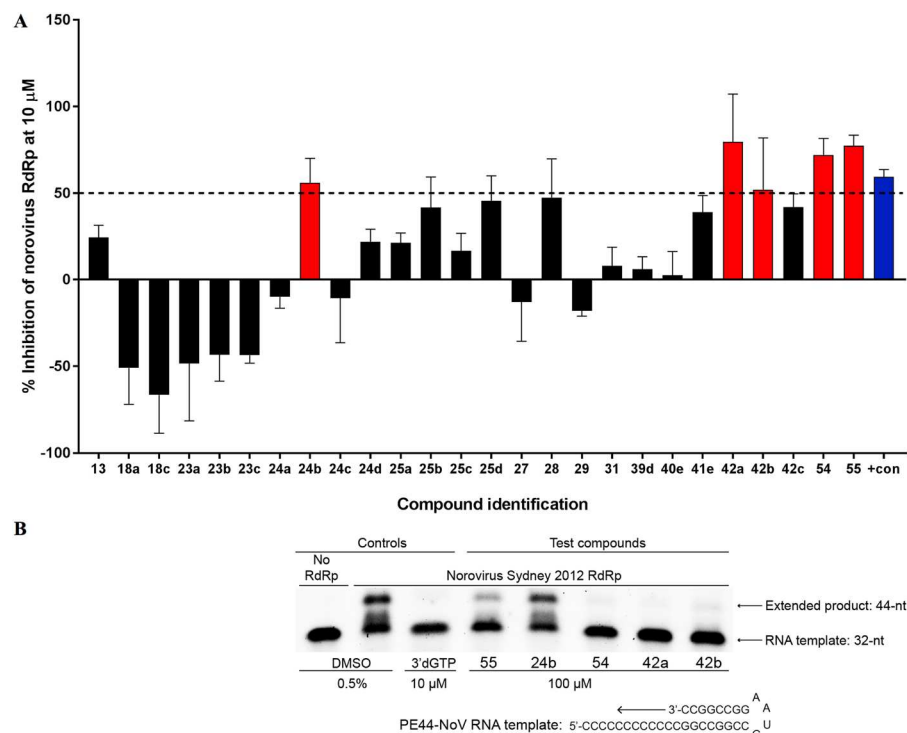 A
% Inhibition of norovirus RdRp at 10 µM
150
100
50
0
-50
-100
13 18a 18c 23a 23b 23c 24a 24b 24c 24d 25a 25b 25c 25d 27 28 29 31 39d 40e 41e 42a 42b 42c 54 55 +con
Compound identification
B
Controls Test compounds
No RdRp
Norovirus Sydney 2012 RdRp
Extended product: 44-nt
RNA template: 32-nt
DMSO 3'dGTP 55 24b 54 42a 42b
0.5% 10 µM 100 µM
A
3'-CCGGCCGG A
PE44-NoV RNA template: 5'-CCCCCCCCCCCCGGCCGGCC U